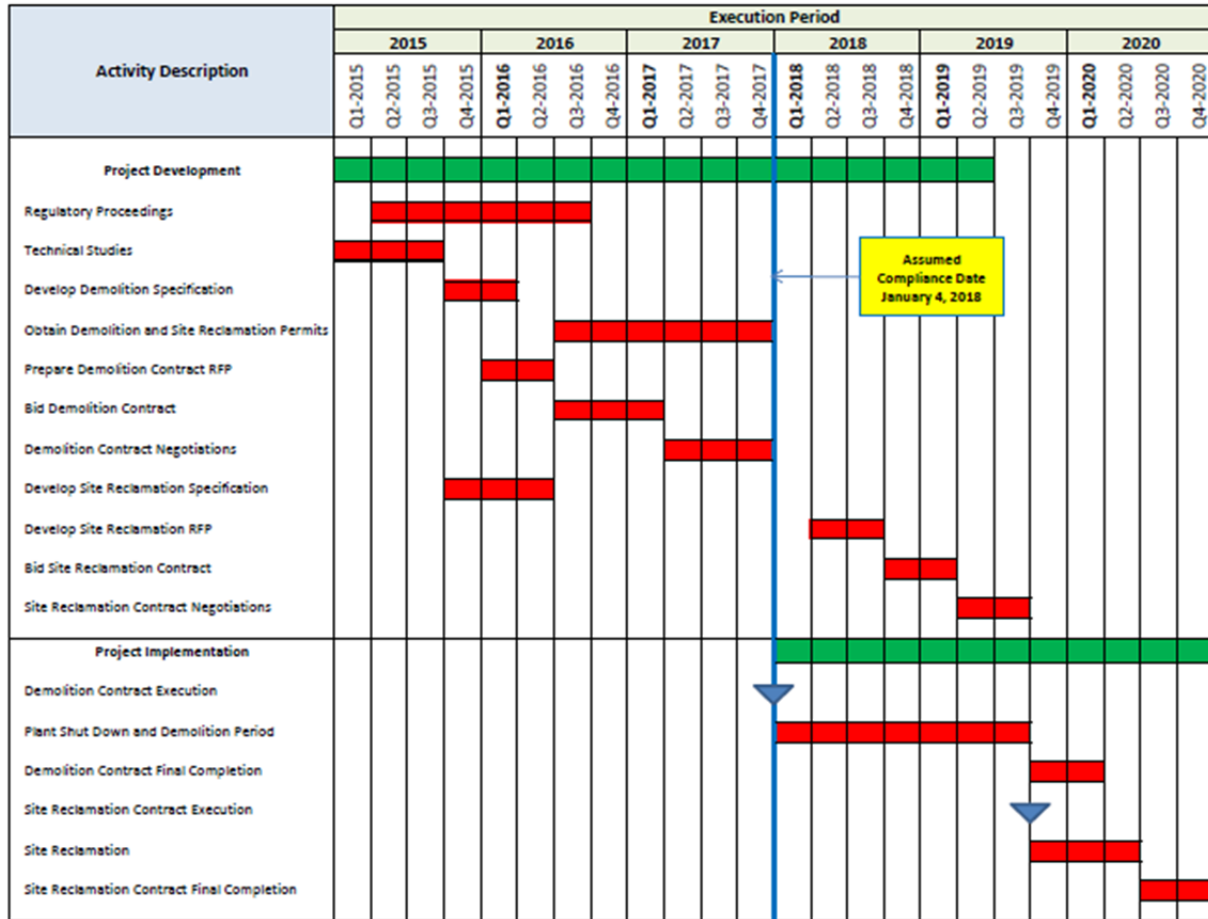 Execution Period
Activity Description
2015 2016 2017 2018 2019 2020
Q1-2015 Q2-2015 Q3-2015 Q4-2015 Q1-2016 Q2-2016 Q3-2016 Q4-2016 Q1-2017 Q2-2017 Q3-2017 Q4-2017 Q1-2018 Q2-2018 Q3-2018 Q4-2018 Q1-2019 Q2-2019 Q3-2019 Q4-2019 Q1-2020 Q2-2020 Q3-2020 Q4-2020
Project Development
Regulatory Proceedings
Technical Studies
Assumed
Compliance Date
January 4, 2018
Develop Demolition Specification
Obtain Demolition and Site Reclamation Permits
Prepare Demolition Contract RFP
Bid Demolition Contract
Demolition Contract Negotiations
Develop Site Reclamation Specification
Develop Site Reclamation RFP
Bid Site Reclamation Contract
Site Reclamation Contract Negotiations
Project Implementation
Demolition Contract Execution
Plant Shut Down and Demolition Period
Demolition Contract Final Completion
Site Reclamation Contract Execution
Site Reclamation
Site Reclamation Contract Final Completion